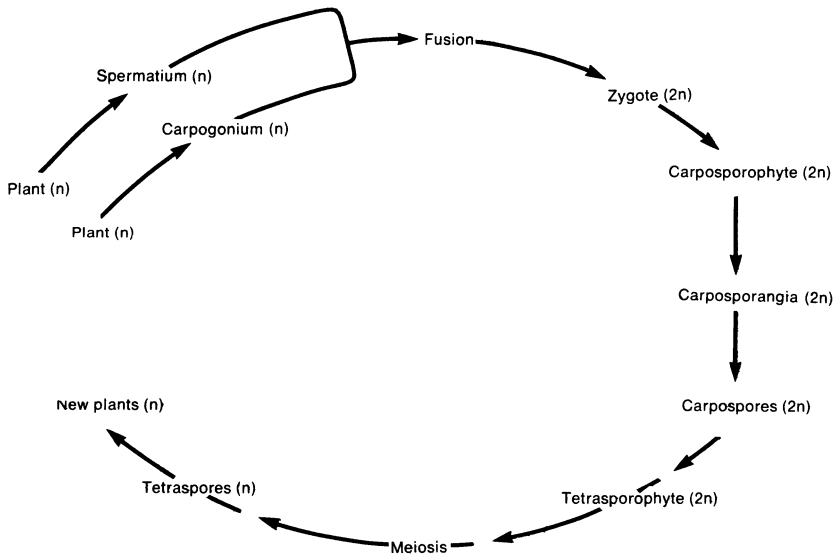 Fusion
Spermatium (n)
Zygote (2n)
Carpogonium (n)
Carposporophyte (2n)
Plant (n)
Plant (n)
Carposporangia (2n)
New plants (n)
Carpospores (2n)
Tetraspores (n)
Tetrasporophyte (2n)
Meiosis